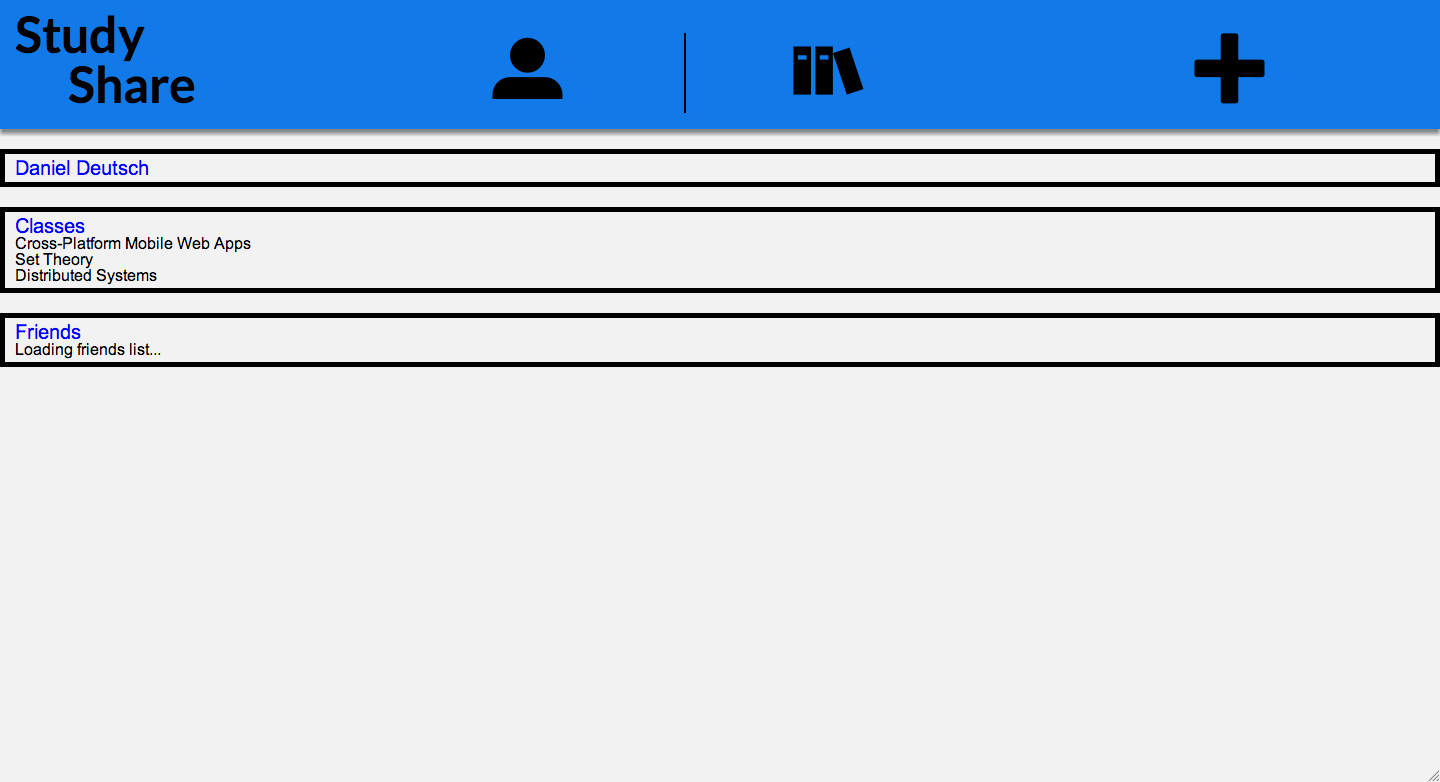 Study
Share
Daniel Deutsch
Classes
Cross-Platform Mobile Web Apps
Set Theory
Distributed Systems
Friends
Loading friends list...